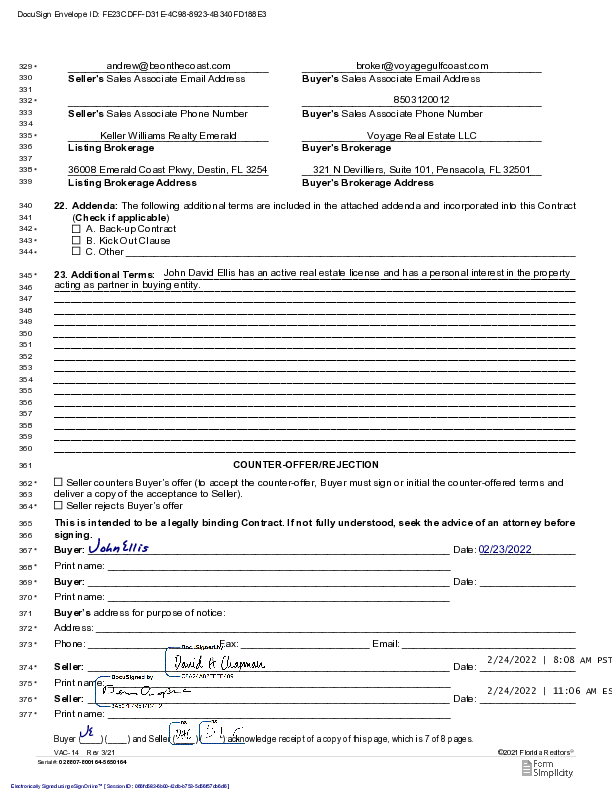 DocuSign Envelope ID: FE23CDFF-D31E-4C98-8923-4B340FD188E3
329* andrew@beonthecoast.com broker@voyagegulfcoast.com
330 Seller's Sales Associate Email Address Buyer's Sales Associate Email Address
331
332* 8503120012
333 Seller's Sales Associate Phone Number Buyer's Sales Associate Phone Number
334
335* Keller Williams Realty Emerald Voyage Real Estate LLC
336 Listing Brokerage Buyer's Brokerage
337
338* 36008 Emerald Coast Pkwy, Destin, FL 3254 321 N Devilliers, Suite 101, Pensacola, FL 32501
339 Listing Brokerage Address Buyer's Brokerage Address
340 22. Addenda: The following additional terms are included in the attached addenda and incorporated into this Contract
341 (Check if applicable)
342* ☐ A. Back-up Contract
343* ☐ B. Kick Out Clause
344* ☐ C. Other
345* 23. Additional Terms: John David Ellis has an active real estate license and has a personal interest in the property
346 acting as partner in buying entity.
347
348
349
350
351
352
353
354
355
356
357
358
359
360
361 COUNTER-OFFER/REJECTION
362* ☐ Seller counters Buyer's offer (to accept the counter-offer, Buyer must sign or initial the counter-offered terms and
363 deliver a copy of the acceptance to Seller).
364* ☐ Seller rejects Buyer's offer
365 This is intended to be a legally binding Contract. If not fully understood, seek the advice of an attorney before
366 signing.
367* Buyer: John Ellis Date: 02/23/2022
368* Print name:
369* Buyer: Date:
370* Print name:
371 Buyer's address for purpose of notice:
372* Address:
373* Phone: Fax: Email:
DocuSigned by:
374* Seller: David A Chapman Date: 2/24/2022 | 8:08 AM PST
375* Print name:
DocuSigned by
376* Seller: Date: 2/24/2022 | 11:06 AM ES
377* Print name:
Buyer (JE) (____) and Seller (DAC) (DLC) acknowledge receipt of a copy of this page, which is 7 of 8 pages.
VAC-14 Rev 3/21 ©2021 Florida Realtors®
Serial#: 028607-800164-5650164
Form Simplicity
Electronically Signed using eSignOnline™ [ Session ID :